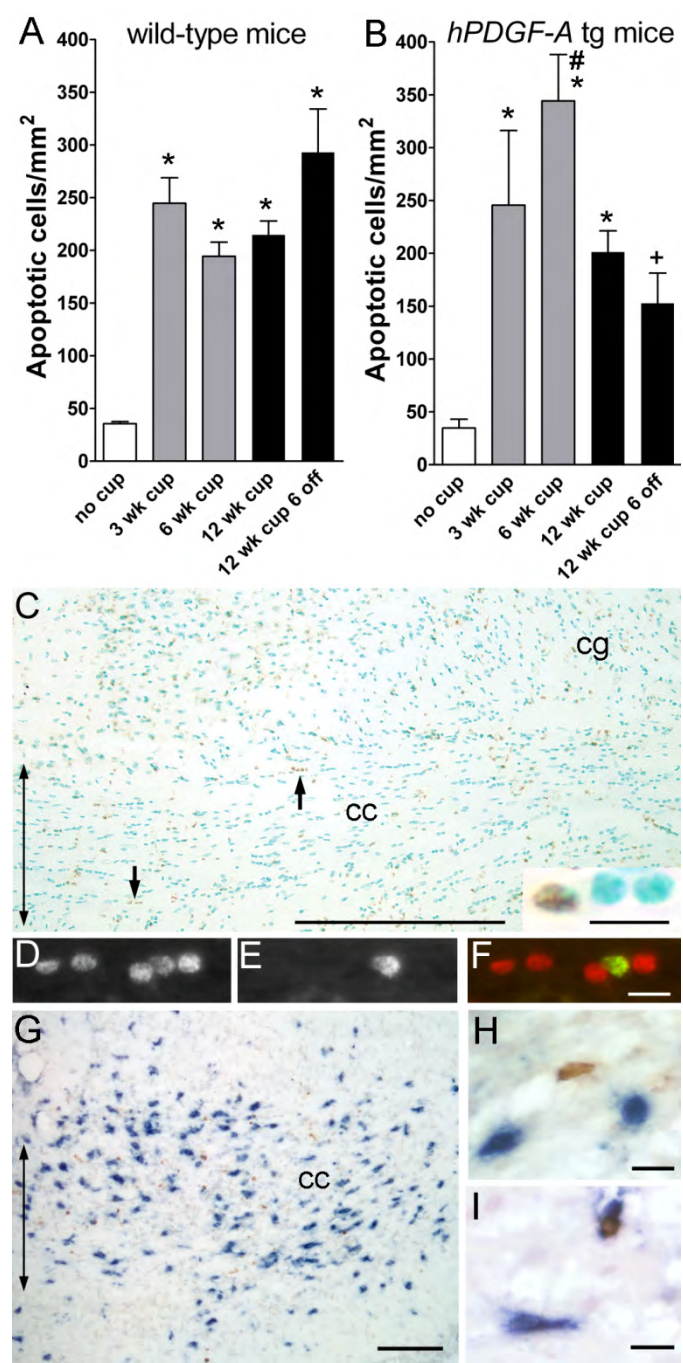 A wild-type mice
Apoptotic cells/mm²
400
350
300
250
200
150
100
50
0
*
*
*
*
no cup
3 wk cup
6 wk cup
12 wk cup
12 wk cup 6 off
B hPDGF-A tg mice
Apoptotic cells/mm²
400
350
300
250
200
150
100
50
0
*
#
*
*
+
no cup
3 wk cup
6 wk cup
12 wk cup
12 wk cup 6 off
C
cg
cc
D
E
F
G
cc
H
I